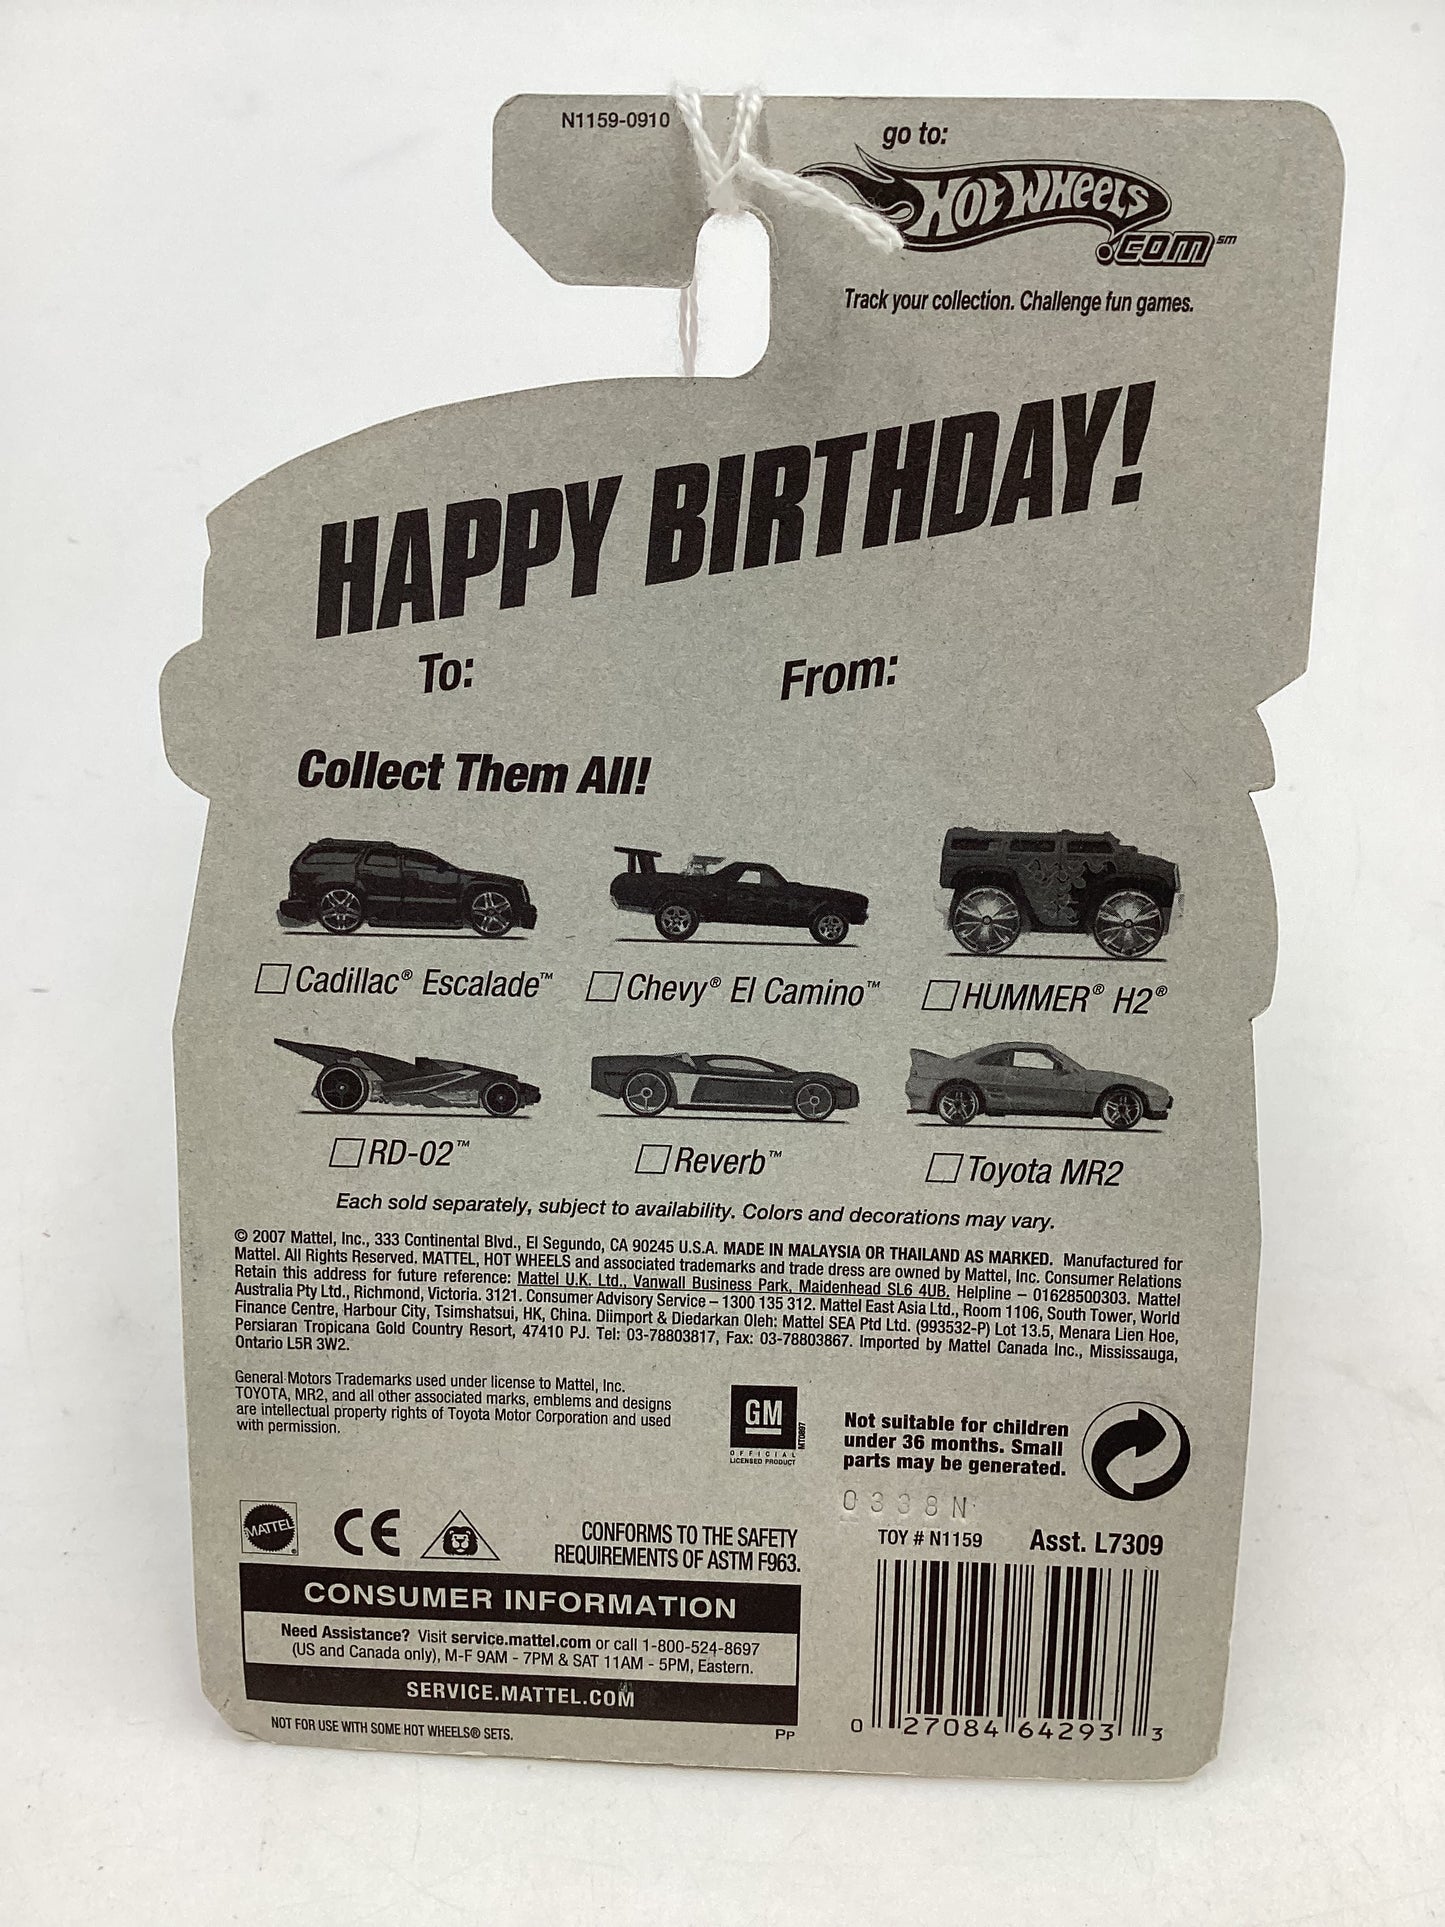 N1159-0910
go to:
HOT WHEELS
.COM℠
Track your collection. Challenge fun games.
HAPPY BIRTHDAY!
To: From:
Collect Them All!
Cadillac® Escalade™ Chevy® El Camino™ HUMMER® H2®
RD-02™ Reverb™ Toyota MR2
Each sold separately, subject to availability. Colors and decorations may vary.
© 2007 Mattel, Inc., 333 Continental Blvd., El Segundo, CA 90245 U.S.A. MADE IN MALAYSIA OR THAILAND AS MARKED. Manufactured for
Mattel. All Rights Reserved. MATTEL, HOT WHEELS and associated trademarks and trade dress are owned by Mattel, Inc. Consumer Relations
Retain this address for future reference: Mattel U.K. Ltd., Vanwall Business Park, Maidenhead SL6 4UB. Helpline – 01628500303. Mattel
Australia Pty Ltd., Richmond, Victoria. 3121. Consumer Advisory Service – 1300 135 312. Mattel East Asia Ltd., Room 1106, South Tower, World
Finance Centre, Harbour City, Tsimshatsui, HK, China. Diimport & Diedarkan Oleh: Mattel SEA Ptd Ltd. (993532-P) Lot 13.5, Menara Lien Hoe,
Persiaran Tropicana Gold Country Resort, 47410 PJ. Tel: 03-78803817, Fax: 03-78803867. Imported by Mattel Canada Inc., Mississauga,
Ontario L5R 3W2.
General Motors Trademarks used under license to Mattel, Inc.
TOYOTA, MR2, and all other associated marks, emblems and designs
are intellectual property rights of Toyota Motor Corporation and used
with permission.
GM
OFFICIAL
LICENSED PRODUCT
MT0897
Not suitable for children
under 36 months. Small
parts may be generated.
0338N
MATTEL
CE
CONFORMS TO THE SAFETY
REQUIREMENTS OF ASTM F963.
TOY # N1159 Asst. L7309
CONSUMER INFORMATION
Need Assistance? Visit service.mattel.com or call 1-800-524-8697
(US and Canada only), M-F 9AM - 7PM & SAT 11AM - 5PM, Eastern.
SERVICE.MATTEL.COM
NOT FOR USE WITH SOME HOT WHEELS® SETS. PP
0 27084 64293 3